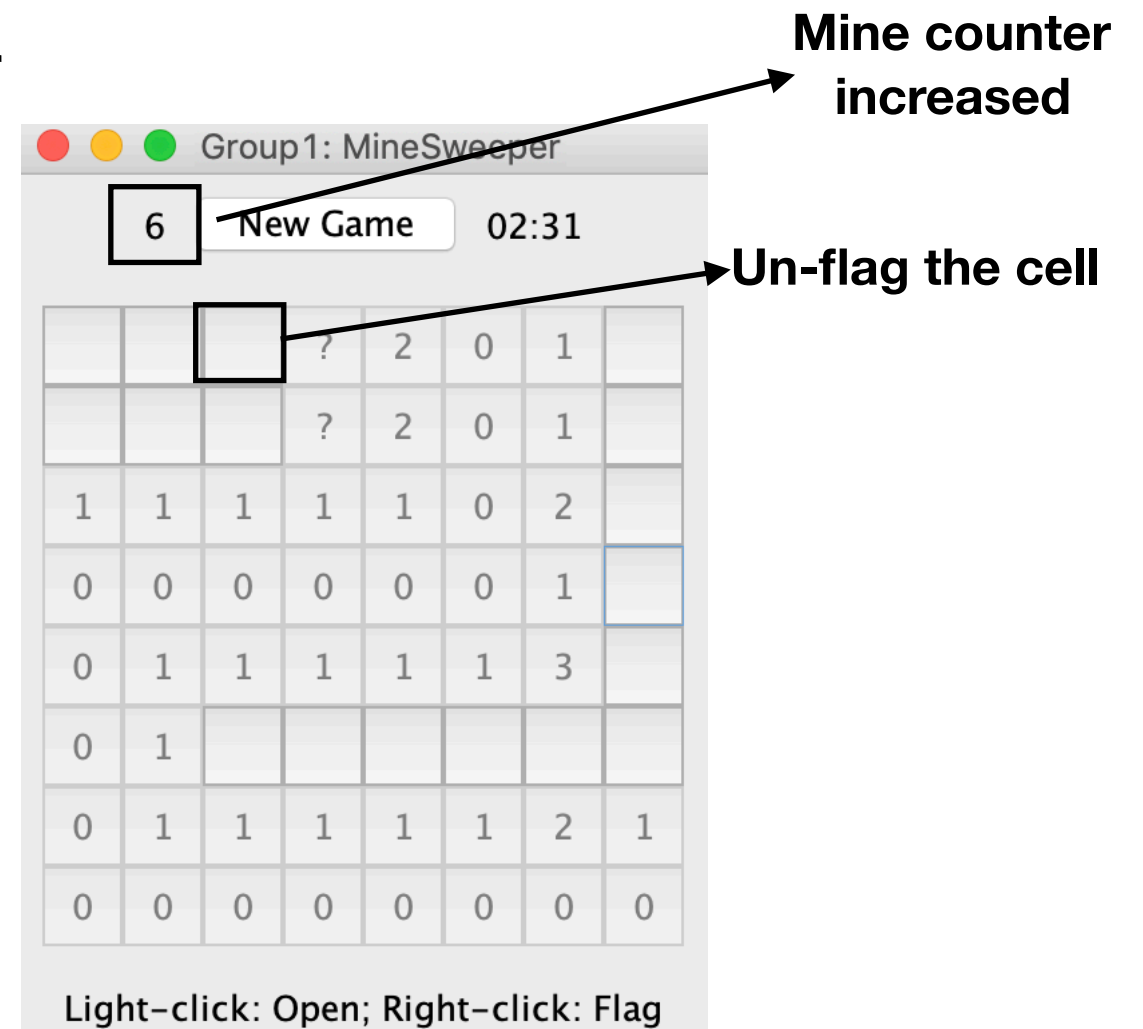 Mine counter
increased
Group1: MineSweeper
6 New Game 02:31
Un-flag the cell
? 2 0 1
? 2 0 1
1 1 1 1 1 0 2
0 0 0 0 0 0 1
0 1 1 1 1 1 3
0 1
0 1 1 1 1 1 2 1
0 0 0 0 0 0 0 0
Light-click: Open; Right-click: Flag